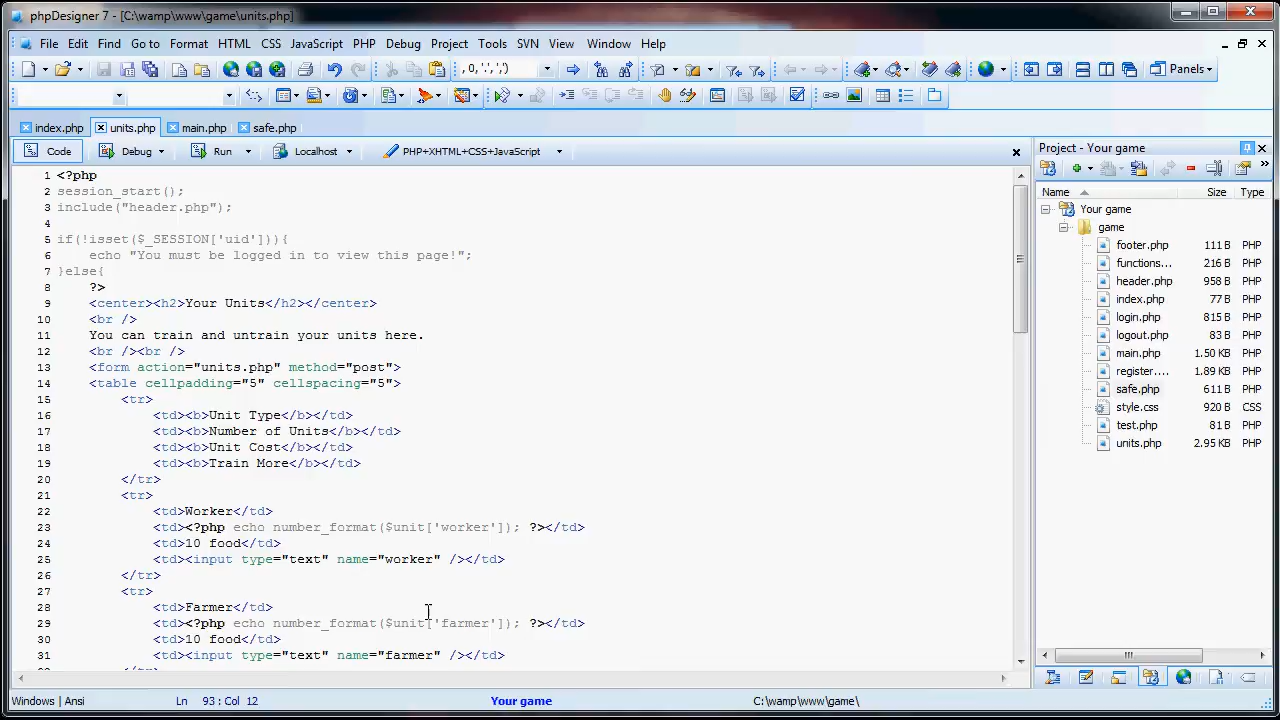 phpDesigner 7 - [C:\wamp\www\game\units.php]
File Edit Find Go to Format HTML CSS JavaScript PHP Debug Project Tools SVN View Window Help
, 0,'.',',')
Panels
index.php units.php main.php safe.php
Code Debug Run Localhost PHP+XHTML+CSS+JavaScript
1 <?php
2 session_start();
3 include("header.php");
4
5 if(!isset($_SESSION['uid'])){
6 echo "You must be logged in to view this page!";
7 }else{
8 ?>
9 <center><h2>Your Units</h2></center>
10 <br />
11 You can train and untrain your units here.
12 <br /><br />
13 <form action="units.php" method="post">
14 <table cellpadding="5" cellspacing="5">
15 <tr>
16 <td><b>Unit Type</b></td>
17 <td><b>Number of Units</b></td>
18 <td><b>Unit Cost</b></td>
19 <td><b>Train More</b></td>
20 </tr>
21 <tr>
22 <td>Worker</td>
23 <td><?php echo number_format($unit['worker']); ?></td>
24 <td>10 food</td>
25 <td><input type="text" name="worker" /></td>
26 </tr>
27 <tr>
28 <td>Farmer</td>
29 <td><?php echo number_format($unit['farmer']); ?></td>
30 <td>10 food</td>
31 <td><input type="text" name="farmer" /></td>
Project - Your game
Name Size Type
Your game
game
footer.php 111 B PHP
functions... 216 B PHP
header.php 958 B PHP
index.php 77 B PHP
login.php 815 B PHP
logout.php 83 B PHP
main.php 1.50 KB PHP
register.... 1.89 KB PHP
safe.php 611 B PHP
style.css 920 B CSS
test.php 81 B PHP
units.php 2.95 KB PHP
Windows | Ansi Ln 93 : Col 12 Your game C:\wamp\www\game\